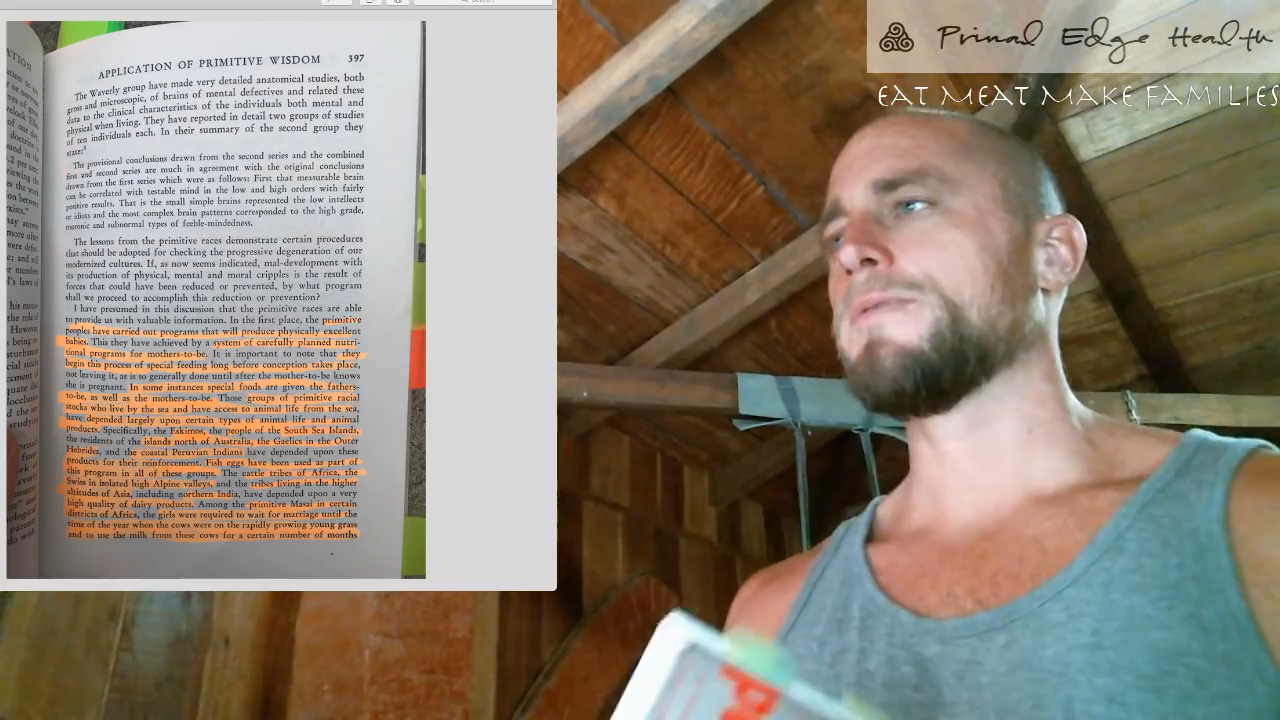 Search
Primal Edge Health
EAT MEAT MAKE FAMILIES
APPLICATION OF PRIMITIVE WISDOM 397
The Waverly group have made very detailed anatomical studies, both
gross and microscopic, of brains of mental defectives and related these
data to the clinical characteristics of the individuals both mental and
physical when living. They have reported in detail two groups of studies
of ten individuals each. In their summary of the second group they
state:
The provisional conclusions drawn from the second series and the combined
first and second series are much in agreement with the original conclusions
drawn from the first series which were as follows: First that measurable brain
can be correlated with testable mind in the low and high orders with fairly
positive results. That is the small simple brains represented the low intellects
or idiots and the most complex brain patterns corresponded to the high grade,
moronic and subnormal types of feeble-mindedness.
The lessons from the primitive races demonstrate certain procedures
that should be adopted for checking the progressive degeneration of our
modernized cultures. If, as now seems indicated, mal-development with
its production of physical, mental and moral cripples is the result of
forces that could have been reduced or prevented, by what program
shall we proceed to accomplish this reduction or prevention?
I have presumed in this discussion that the primitive races are able
to provide us with valuable information. In the first place, the primitive
peoples have carried out programs that will produce physically excellent
babies. This they have achieved by a system of carefully planned nutri-
tional programs for mothers-to-be. It is important to note that they
begin this process of special feeding long before conception takes place,
not leaving it, as is so generally done until after the mother-to-be knows
she is pregnant. In some instances special foods are given the fathers-
to-be, as well as the mothers-to-be. Those groups of primitive racial
stocks who live by the sea and have access to animal life from the sea,
have depended largely upon certain types of animal life and animal
products. Specifically, the Eskimos, the people of the South Sea Islands,
the residents of the islands north of Australia, the Gaelics in the Outer
Hebrides, and the coastal Peruvian Indians have depended upon these
products for their reinforcement. Fish eggs have been used as part of
this program in all of these groups. The cattle tribes of Africa, the
Swiss in isolated high Alpine valleys, and the tribes living in the higher
altitudes of Asia, including northern India, have depended upon a very
high quality of dairy products. Among the primitive Masai in certain
districts of Africa, the girls were required to wait for marriage until the
time of the year when the cows were on the rapidly growing young grass
and to use the milk from these cows for a certain number of months